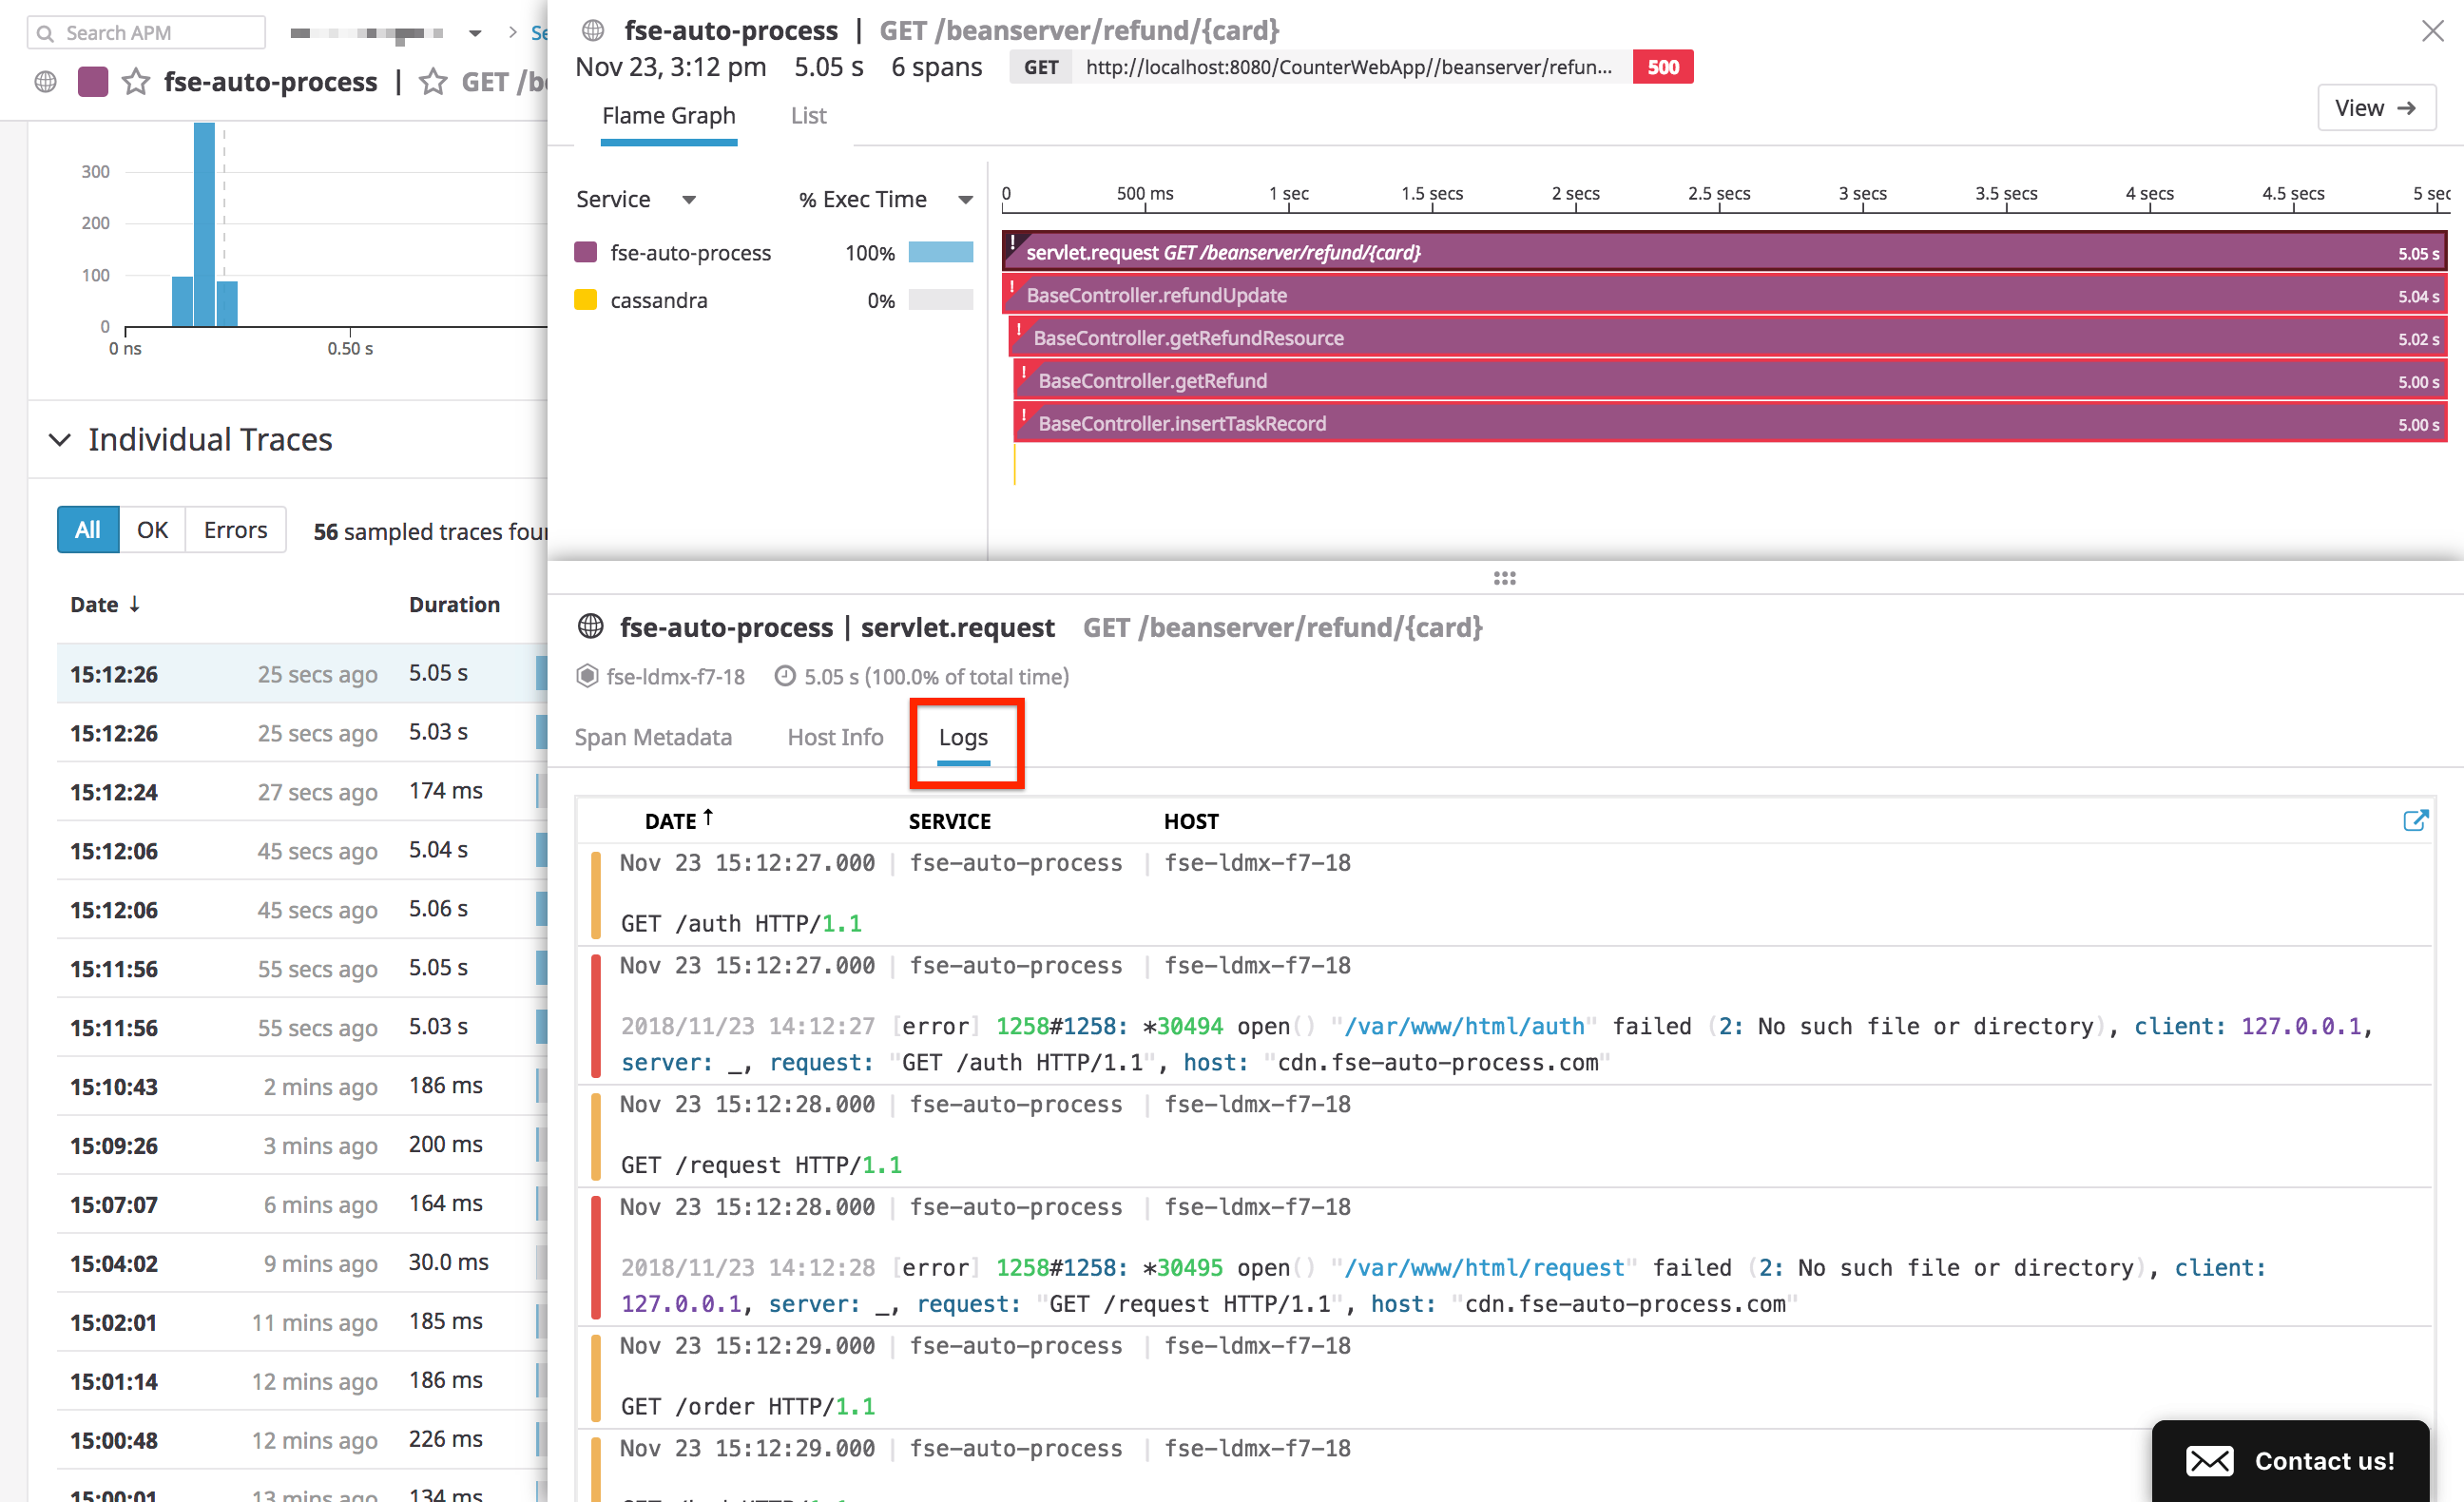 Search APM
> Se
fse-auto-process | GET /b
300
200
100
0
0 ns 0.50 s
Individual Traces
All OK Errors 56 sampled traces
Date ↓ Duration
15:12:26 25 secs ago 5.05 s
15:12:26 25 secs ago 5.03 s
15:12:24 27 secs ago 174 ms
15:12:06 45 secs ago 5.04 s
15:12:06 45 secs ago 5.06 s
15:11:56 55 secs ago 5.05 s
15:11:56 55 secs ago 5.03 s
15:10:43 2 mins ago 186 ms
15:09:26 3 mins ago 200 ms
15:07:07 6 mins ago 164 ms
15:04:02 9 mins ago 30.0 ms
15:02:01 11 mins ago 185 ms
15:01:14 12 mins ago 186 ms
15:00:48 12 mins ago 226 ms
15:00:01 13 mins ago 134 ms
fse-auto-process | GET /beanserver/refund/{card}
Nov 23, 3:12 pm 5.05 s 6 spans GET http://localhost:8080/CounterWebApp//beanserver/refun... 500
View →
Flame Graph List
Service % Exec Time
fse-auto-process 100%
cassandra 0%
0 500 ms 1 sec 1.5 secs 2 secs 2.5 secs 3 secs 3.5 secs 4 secs 4.5 secs 5 sec
! servlet.request GET /beanserver/refund/{card} 5.05 s
! BaseController.refundUpdate 5.04 s
! BaseController.getRefundResource 5.02 s
! BaseController.getRefund 5.00 s
! BaseController.insertTaskRecord 5.00 s
fse-auto-process | servlet.request GET /beanserver/refund/{card}
fse-ldmx-f7-18 5.05 s (100.0% of total time)
Span Metadata Host Info Logs
DATE ↑ SERVICE HOST
Nov 23 15:12:27.000 | fse-auto-process | fse-ldmx-f7-18
GET /auth HTTP/1.1
Nov 23 15:12:27.000 | fse-auto-process | fse-ldmx-f7-18
2018/11/23 14:12:27 [error] 1258#1258: *30494 open() "/var/www/html/auth" failed (2: No such file or directory), client: 127.0.0.1,
server: _, request: "GET /auth HTTP/1.1", host: "cdn.fse-auto-process.com"
Nov 23 15:12:28.000 | fse-auto-process | fse-ldmx-f7-18
GET /request HTTP/1.1
Nov 23 15:12:28.000 | fse-auto-process | fse-ldmx-f7-18
2018/11/23 14:12:28 [error] 1258#1258: *30495 open() "/var/www/html/request" failed (2: No such file or directory), client:
127.0.0.1, server: _, request: "GET /request HTTP/1.1", host: "cdn.fse-auto-process.com"
Nov 23 15:12:29.000 | fse-auto-process | fse-ldmx-f7-18
GET /order HTTP/1.1
Nov 23 15:12:29.000 | fse-auto-process | fse-ldmx-f7-18
Contact us!